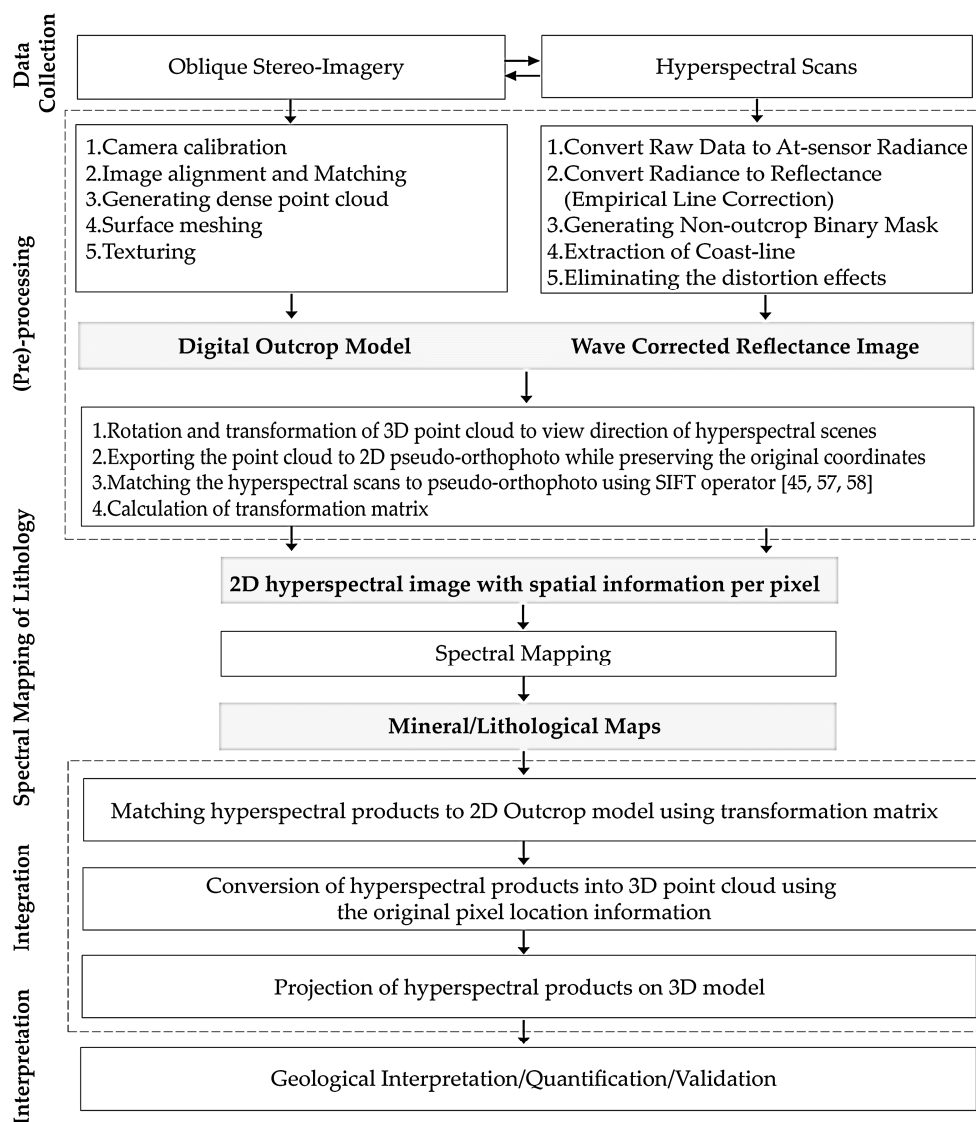 Data
Collection
Oblique Stereo-Imagery
Hyperspectral Scans
(Pre)-processing
1.Camera calibration
2.Image alignment and Matching
3.Generating dense point cloud
4.Surface meshing
5.Texturing
1.Convert Raw Data to At-sensor Radiance
2.Convert Radiance to Reflectance
(Empirical Line Correction)
3.Generating Non-outcrop Binary Mask
4.Extraction of Coast-line
5.Eliminating the distortion effects
Digital Outcrop Model
Wave Corrected Reflectance Image
1.Rotation and transformation of 3D point cloud to view direction of hyperspectral scenes
2.Exporting the point cloud to 2D pseudo-orthophoto while preserving the original coordinates
3.Matching the hyperspectral scans to pseudo-orthophoto using SIFT operator [45, 57, 58]
4.Calculation of transformation matrix
Spectral Mapping of Lithology
2D hyperspectral image with spatial information per pixel
Spectral Mapping
Mineral/Lithological Maps
Integration
Matching hyperspectral products to 2D Outcrop model using transformation matrix
Conversion of hyperspectral products into 3D point cloud using
the original pixel location information
Projection of hyperspectral products on 3D model
Interpretation
Geological Interpretation/Quantification/Validation